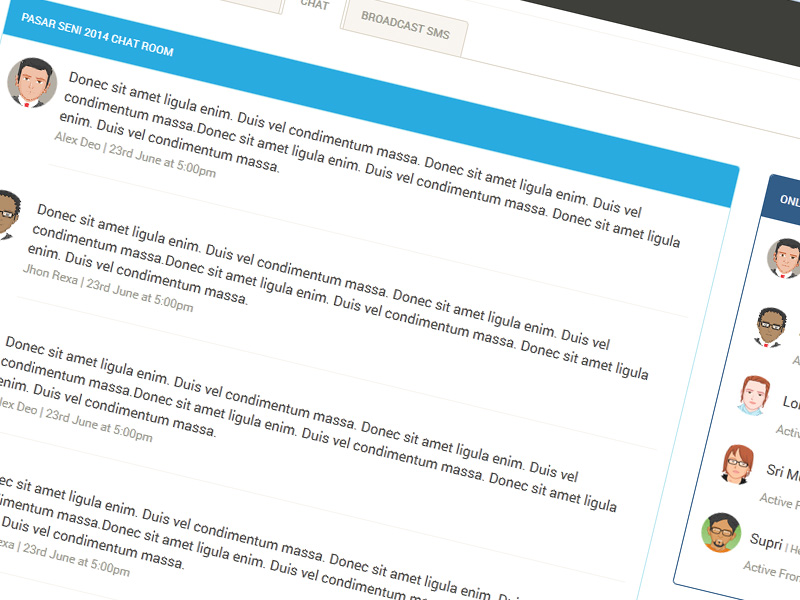 CHAT
BROADCAST SMS
PASAR SENI 2014 CHAT ROOM
Donec sit amet ligula enim. Duis vel condimentum massa. Donec sit amet ligula enim. Duis vel
condimentum massa.Donec sit amet ligula enim. Duis vel condimentum massa. Donec sit amet ligula
enim. Duis vel condimentum massa.
Alex Deo | 23rd June at 5:00pm
Donec sit amet ligula enim. Duis vel condimentum massa. Donec sit amet ligula enim. Duis vel
condimentum massa.Donec sit amet ligula enim. Duis vel condimentum massa. Donec sit amet ligula
enim. Duis vel condimentum massa.
Jhon Rexa | 23rd June at 5:00pm
Donec sit amet ligula enim. Duis vel condimentum massa. Donec sit amet ligula enim. Duis vel
condimentum massa.Donec sit amet ligula enim. Duis vel condimentum massa. Donec sit amet ligula
enim. Duis vel condimentum massa.
lex Deo | 23rd June at 5:00pm
ec sit amet ligula enim. Duis vel condimentum massa. Donec sit amet ligula enim. Duis vel
imentum massa.Donec sit amet ligula enim. Duis vel condimentum massa.
Duis vel condimentum massa.
exa | 23rd June at 5:00pm
ONL
Lo
Activ
Sri M
Active F
Supri | He
Active Fron